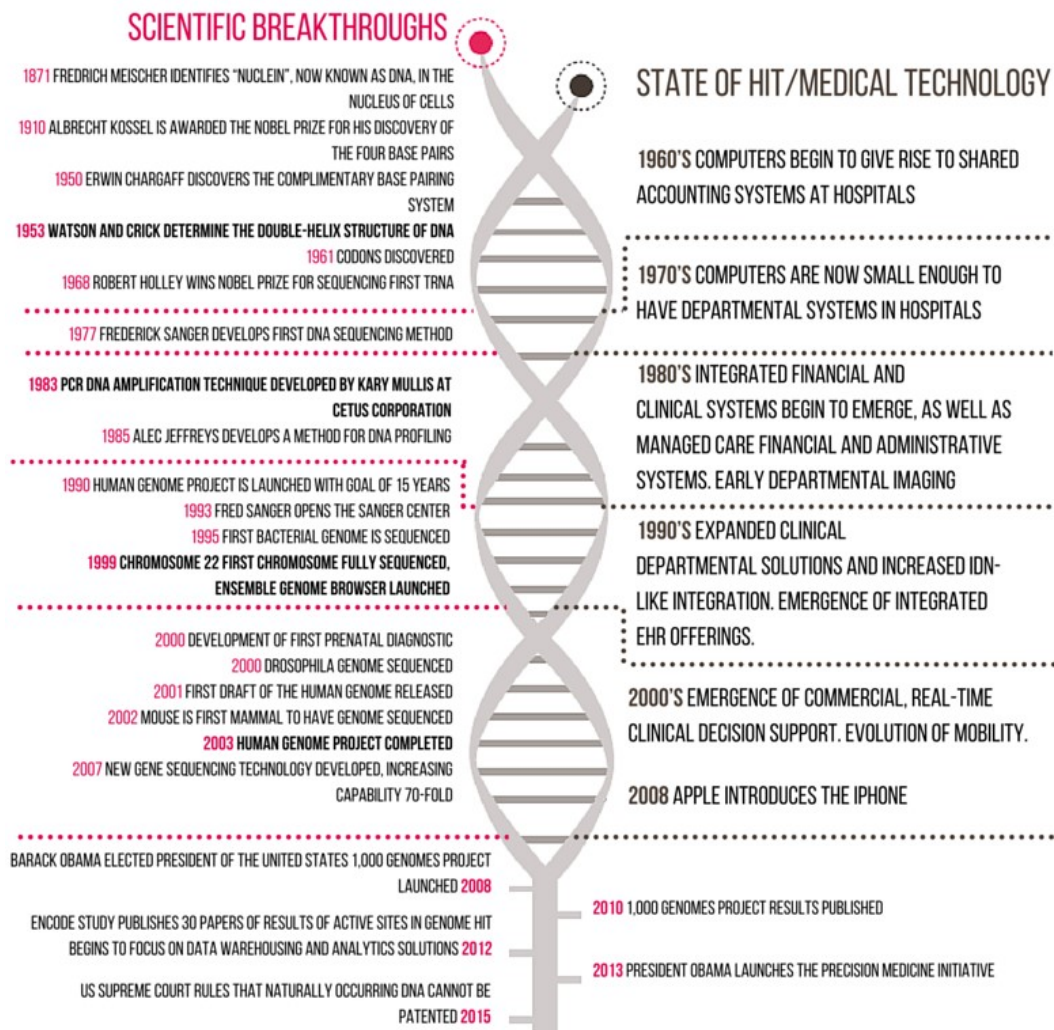 SCIENTIFIC BREAKTHROUGHS
1871 FREDRICH MEISCHER IDENTIFIES “NUCLEIN”, NOW KNOWN AS DNA, IN THE
NUCLEUS OF CELLS
1910 ALBRECHT KOSSEL IS AWARDED THE NOBEL PRIZE FOR HIS DISCOVERY OF
THE FOUR BASE PAIRS
1950 ERWIN CHARGAFF DISCOVERS THE COMPLIMENTARY BASE PAIRING
SYSTEM
1953 WATSON AND CRICK DETERMINE THE DOUBLE-HELIX STRUCTURE OF DNA
1961 CODONS DISCOVERED
1968 ROBERT HOLLEY WINS NOBEL PRIZE FOR SEQUENCING FIRST TRNA
1977 FREDERICK SANGER DEVELOPS FIRST DNA SEQUENCING METHOD
1983 PCR DNA AMPLIFICATION TECHNIQUE DEVELOPED BY KARY MULLIS AT
CETUS CORPORATION
1985 ALEC JEFFREYS DEVELOPS A METHOD FOR DNA PROFILING
1990 HUMAN GENOME PROJECT IS LAUNCHED WITH GOAL OF 15 YEARS
1993 FRED SANGER OPENS THE SANGER CENTER
1995 FIRST BACTERIAL GENOME IS SEQUENCED
1999 CHROMOSOME 22 FIRST CHROMOSOME FULLY SEQUENCED,
ENSEMBLE GENOME BROWSER LAUNCHED
2000 DEVELOPMENT OF FIRST PRENATAL DIAGNOSTIC
2000 DROSOPHILA GENOME SEQUENCED
2001 FIRST DRAFT OF THE HUMAN GENOME RELEASED
2002 MOUSE IS FIRST MAMMAL TO HAVE GENOME SEQUENCED
2003 HUMAN GENOME PROJECT COMPLETED
2007 NEW GENE SEQUENCING TECHNOLOGY DEVELOPED, INCREASING
CAPABILITY 70-FOLD
STATE OF HIT/MEDICAL TECHNOLOGY
1960'S COMPUTERS BEGIN TO GIVE RISE TO SHARED
ACCOUNTING SYSTEMS AT HOSPITALS
1970'S COMPUTERS ARE NOW SMALL ENOUGH TO
HAVE DEPARTMENTAL SYSTEMS IN HOSPITALS
1980'S INTEGRATED FINANCIAL AND
CLINICAL SYSTEMS BEGIN TO EMERGE, AS WELL AS
MANAGED CARE FINANCIAL AND ADMINISTRATIVE
SYSTEMS. EARLY DEPARTMENTAL IMAGING
1990'S EXPANDED CLINICAL
DEPARTMENTAL SOLUTIONS AND INCREASED IDN-
LIKE INTEGRATION. EMERGENCE OF INTEGRATED
EHR OFFERINGS.
2000'S EMERGENCE OF COMMERCIAL, REAL-TIME
CLINICAL DECISION SUPPORT. EVOLUTION OF MOBILITY.
2008 APPLE INTRODUCES THE IPHONE
BARACK OBAMA ELECTED PRESIDENT OF THE UNITED STATES 1,000 GENOMES PROJECT
LAUNCHED 2008
2010 1,000 GENOMES PROJECT RESULTS PUBLISHED
ENCODE STUDY PUBLISHES 30 PAPERS OF RESULTS OF ACTIVE SITES IN GENOME HIT
BEGINS TO FOCUS ON DATA WAREHOUSING AND ANALYTICS SOLUTIONS 2012
2013 PRESIDENT OBAMA LAUNCHES THE PRECISION MEDICINE INITIATIVE
US SUPREME COURT RULES THAT NATURALLY OCCURRING DNA CANNOT BE
PATENTED 2015